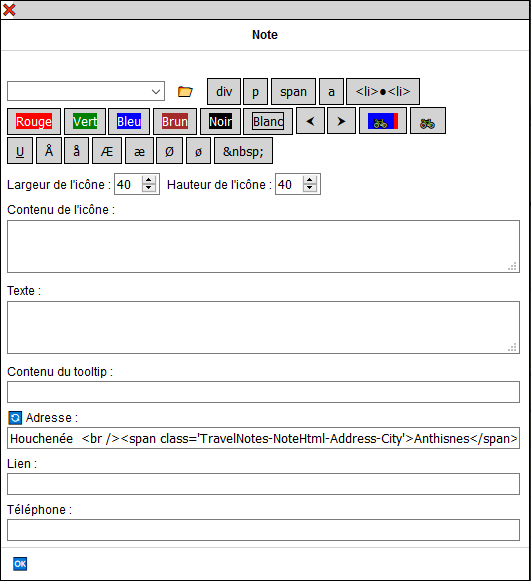 Note
div p span a <li>●<li>
Rouge Vert Bleu Brun Noir Blanc ⮜ ⮞
U Å å Æ æ Ø ø &nbsp;
Largeur de l'icône : 40 Hauteur de l'icône : 40
Contenu de l'icône :
Texte :
Contenu du tooltip :
Adresse :
Houchenée <br /><span class='TravelNotes-NoteHtml-Address-City'>Anthisnes</span>
Lien :
Téléphone :
OK